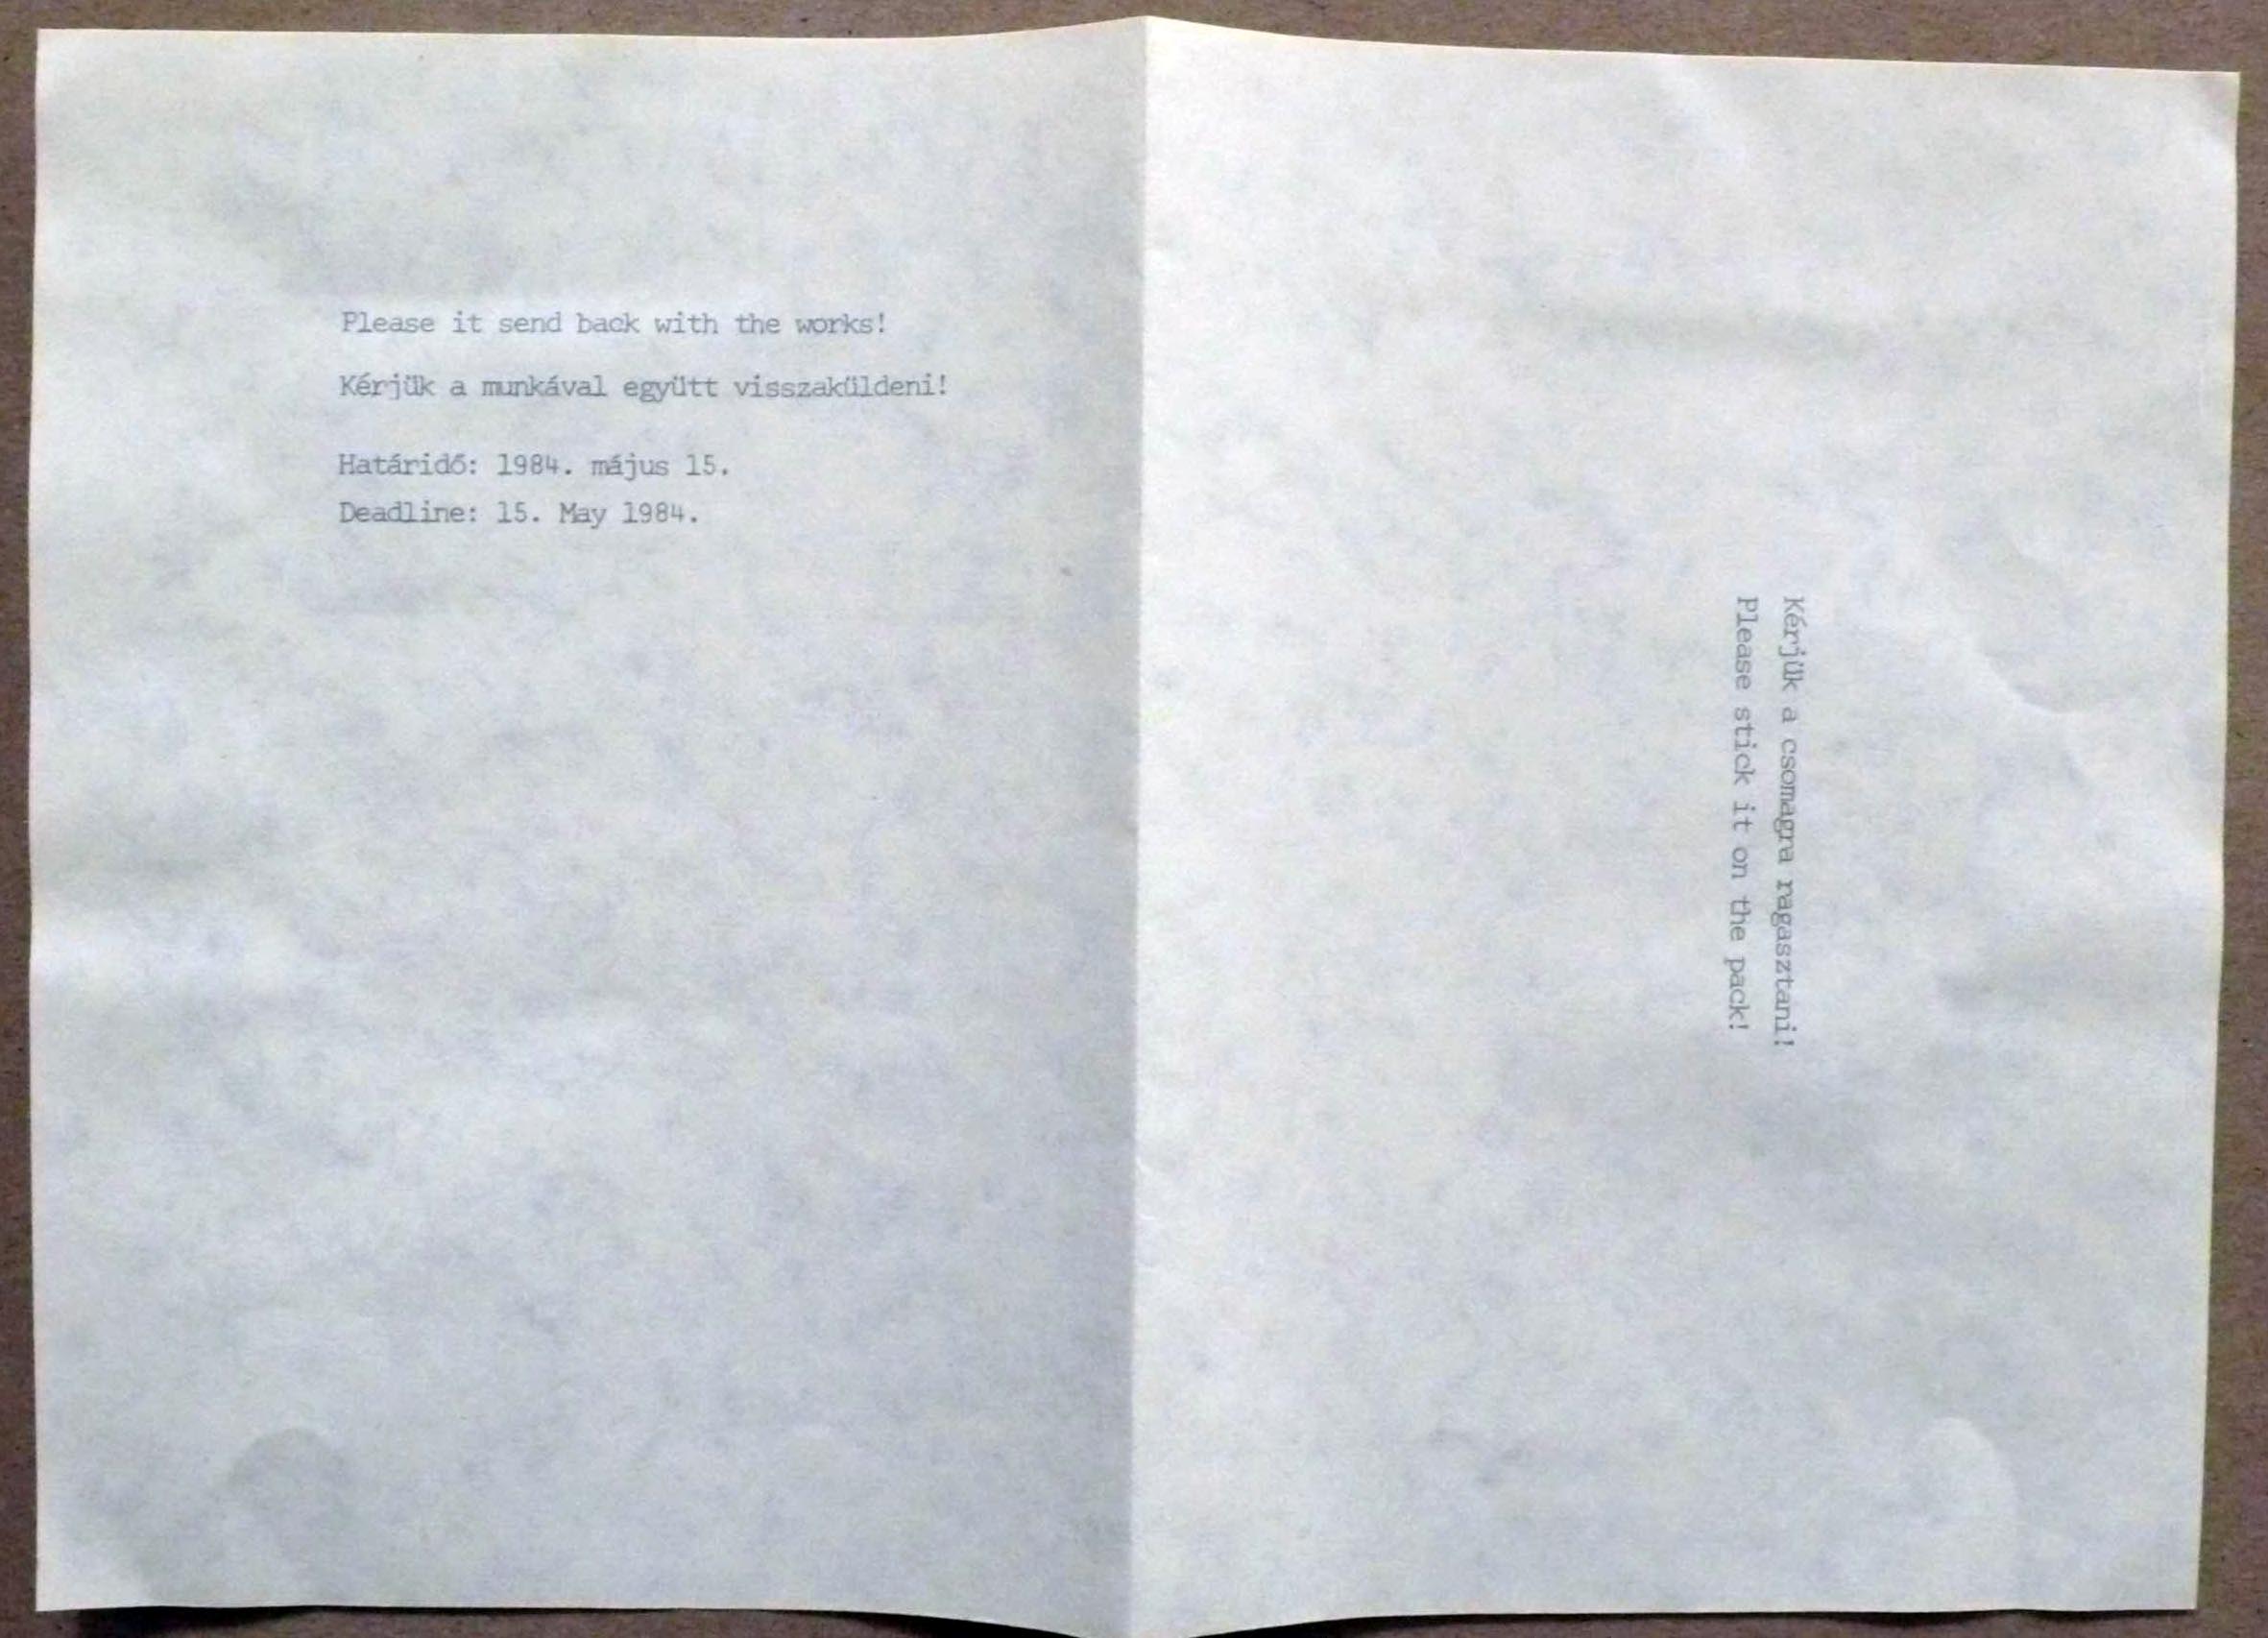 Please it send back with the works!
Kérjük a munkával együtt visszaküldeni!
Határidő: 1984. május 15.
Deadline: 15. May 1984.
Kérjük a csomagra ragasztani!
Please stick it on the pack!